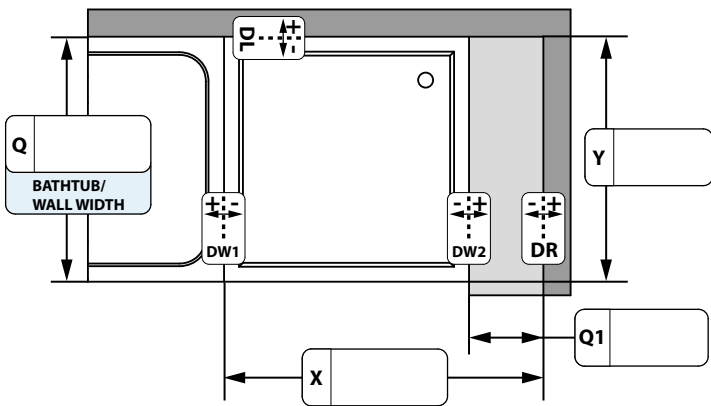 +
-
DL
Q
BATHTUB/
WALL WIDTH
Y
+ -
DW1
- +
DW2
- +
DR
Q1
X